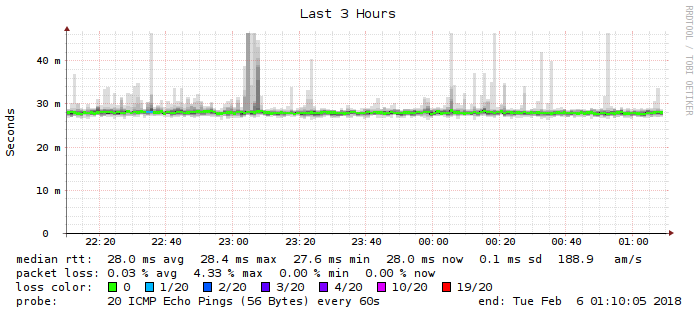 Last 3 Hours
RRDTOOL / TOBI OETIKER
Seconds
40 m
30 m
20 m
10 m
0
22:20 22:40 23:00 23:20 23:40 00:00 00:20 00:40 01:00
median rtt: 28.0 ms avg 28.4 ms max 27.6 ms min 28.0 ms now 0.1 ms sd 188.9 am/s
packet loss: 0.03 % avg 4.33 % max 0.00 % min 0.00 % now
loss color: 0 1/20 2/20 3/20 4/20 10/20 19/20
probe: 20 ICMP Echo Pings (56 Bytes) every 60s end: Tue Feb 6 01:10:05 2018